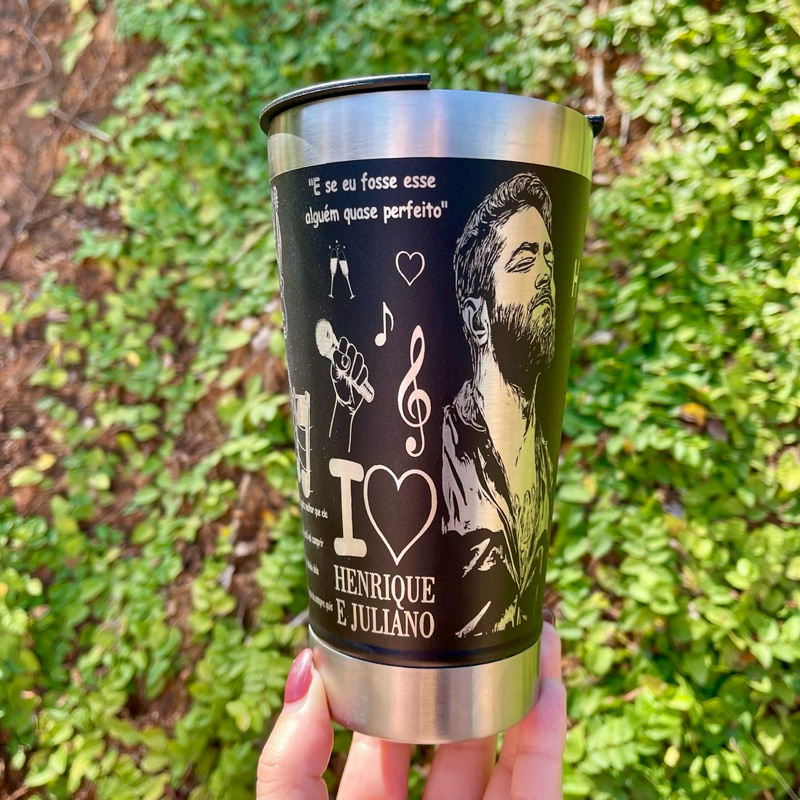 "E se eu fosse esse
alguém quase perfeito"
I
HENRIQUE
E JULIANO
H